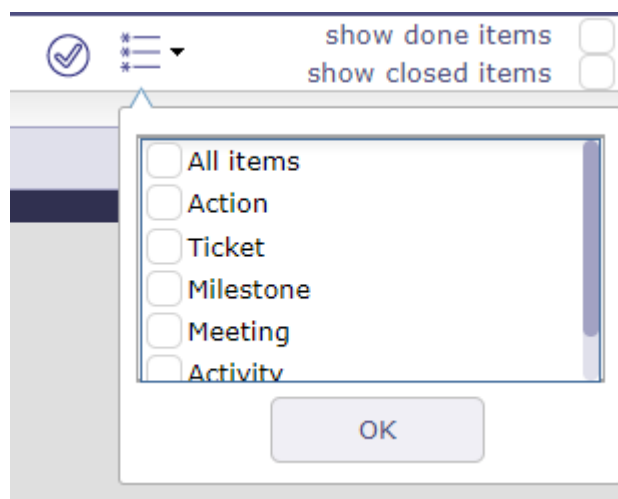 show done items
show closed items
All items
Action
Ticket
Milestone
Meeting
Activity
OK